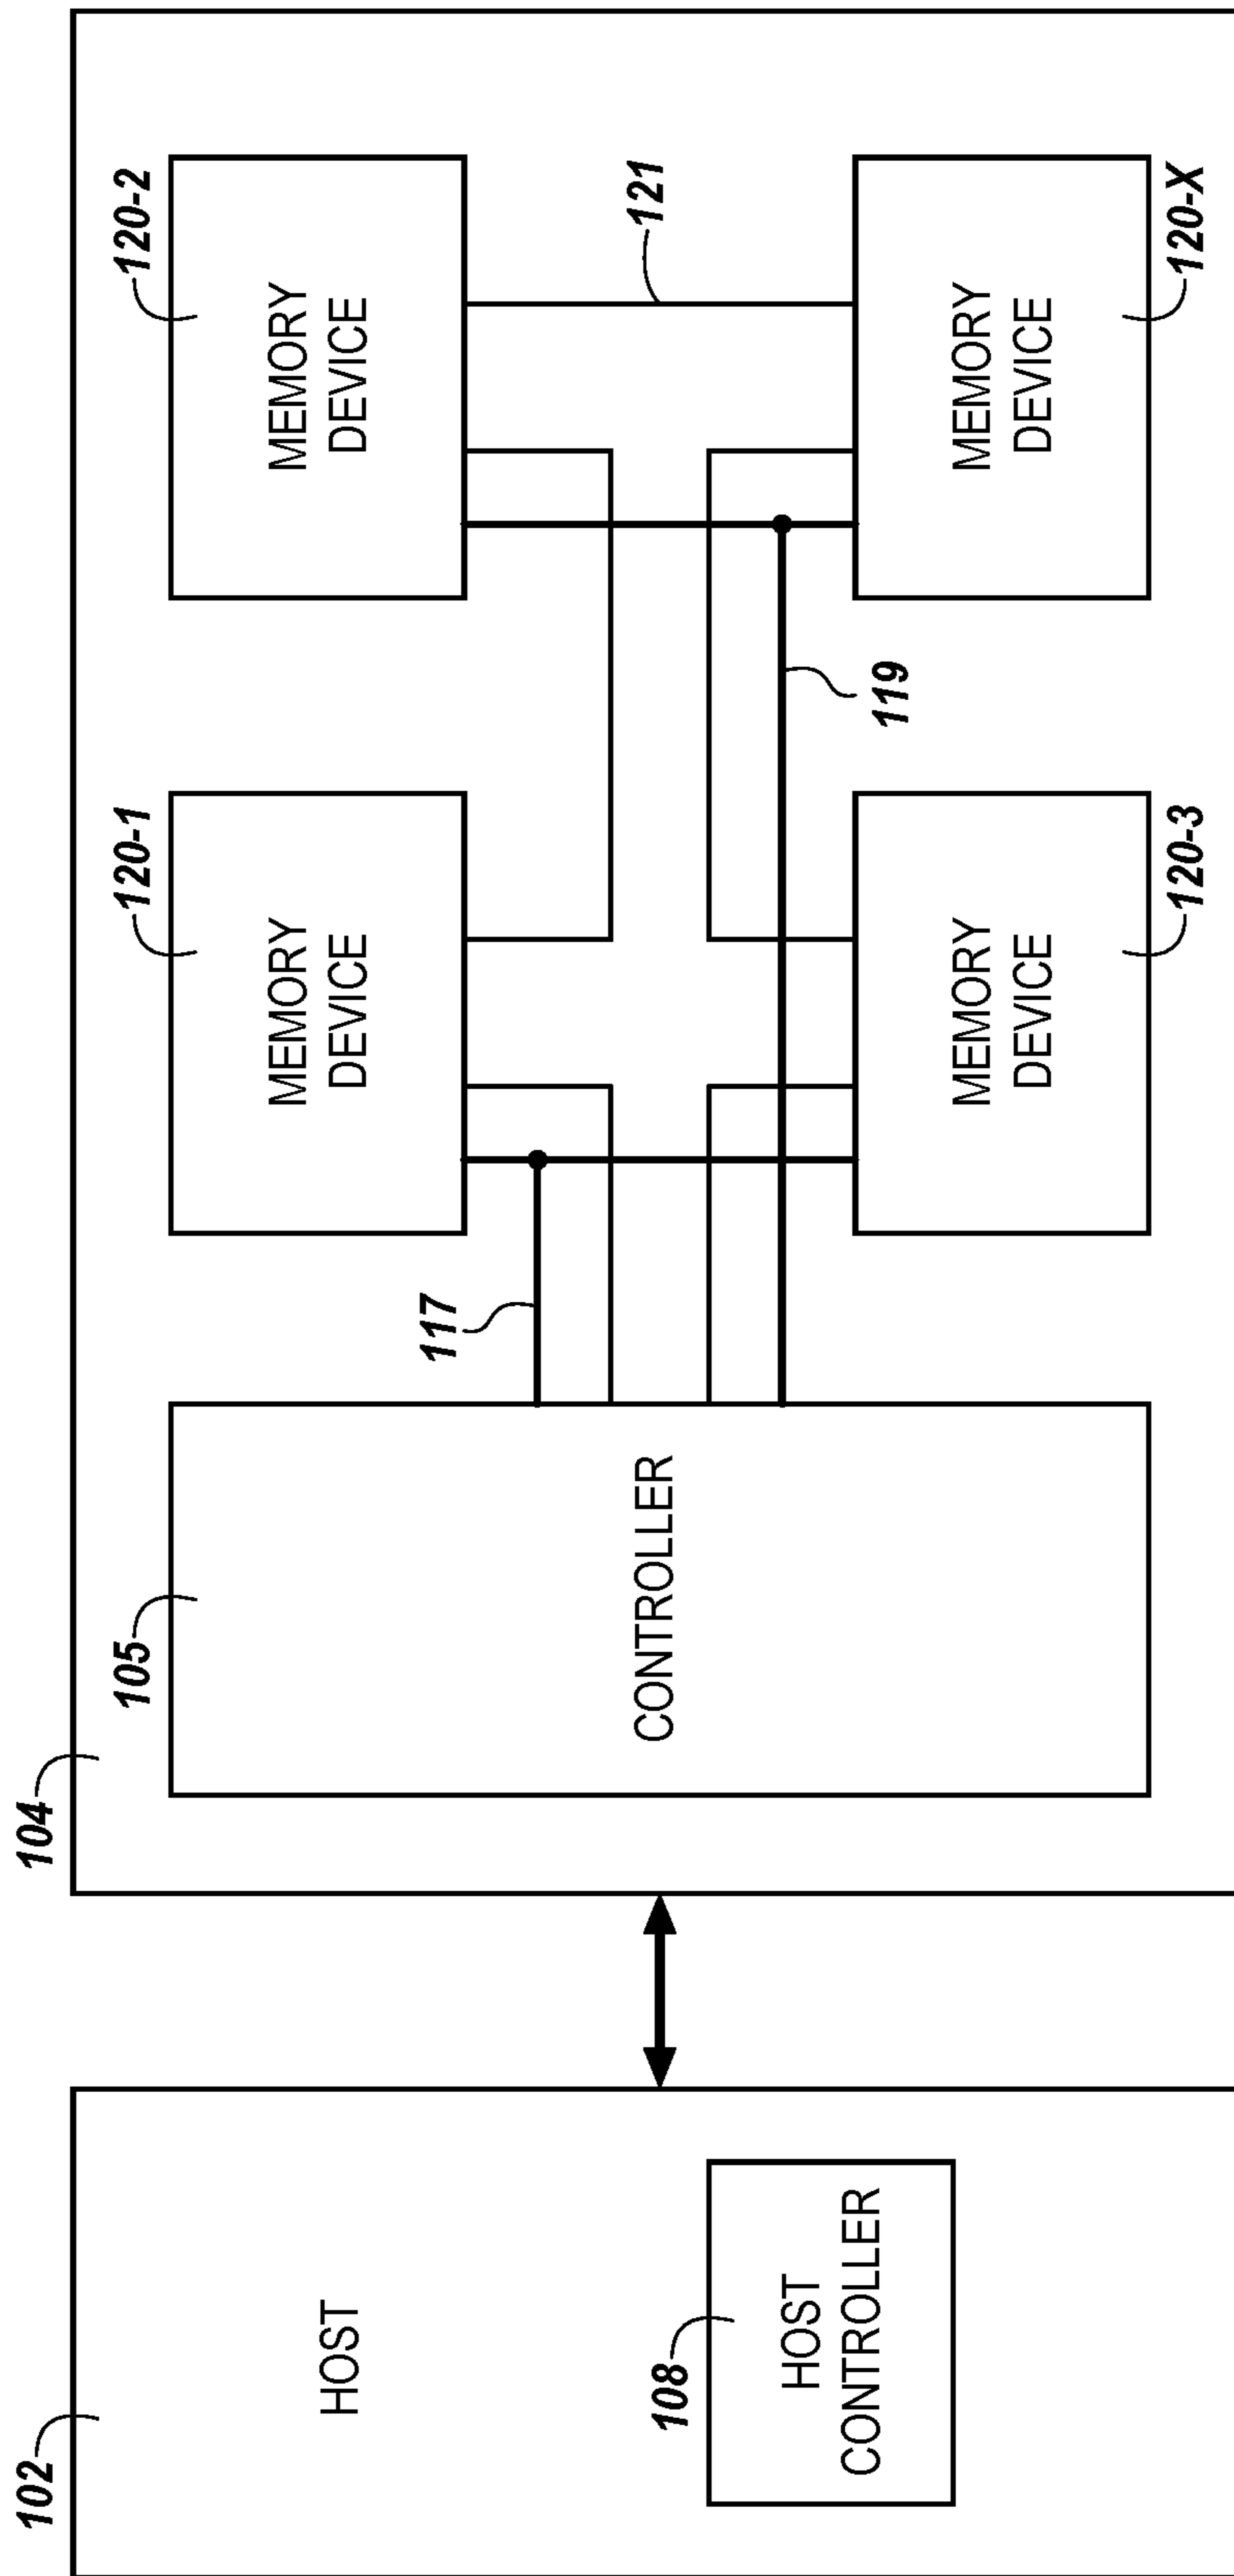 102
HOST
108
HOST
CONTROLLER
104
105
CONTROLLER
117
120-1
MEMORY
DEVICE
120-2
MEMORY
DEVICE
121
119
MEMORY
DEVICE
120-3
MEMORY
DEVICE
120-X